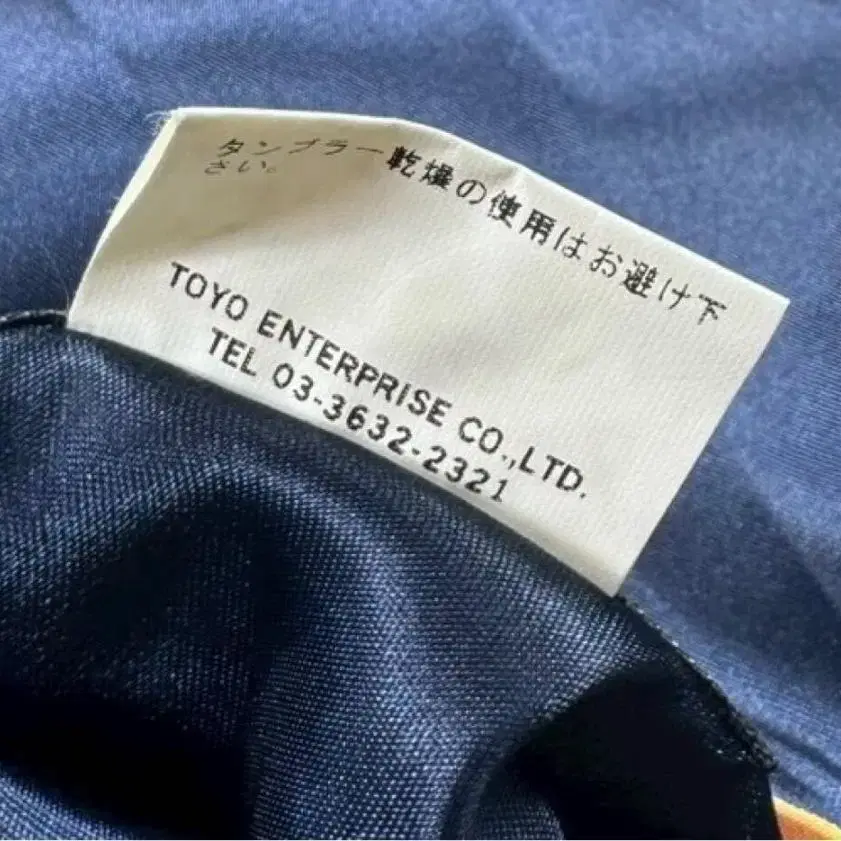 タンブラー乾燥の使用はお避け下
さい。
TOYO ENTERPRISE CO.,LTD.
TEL 03-3632-2321